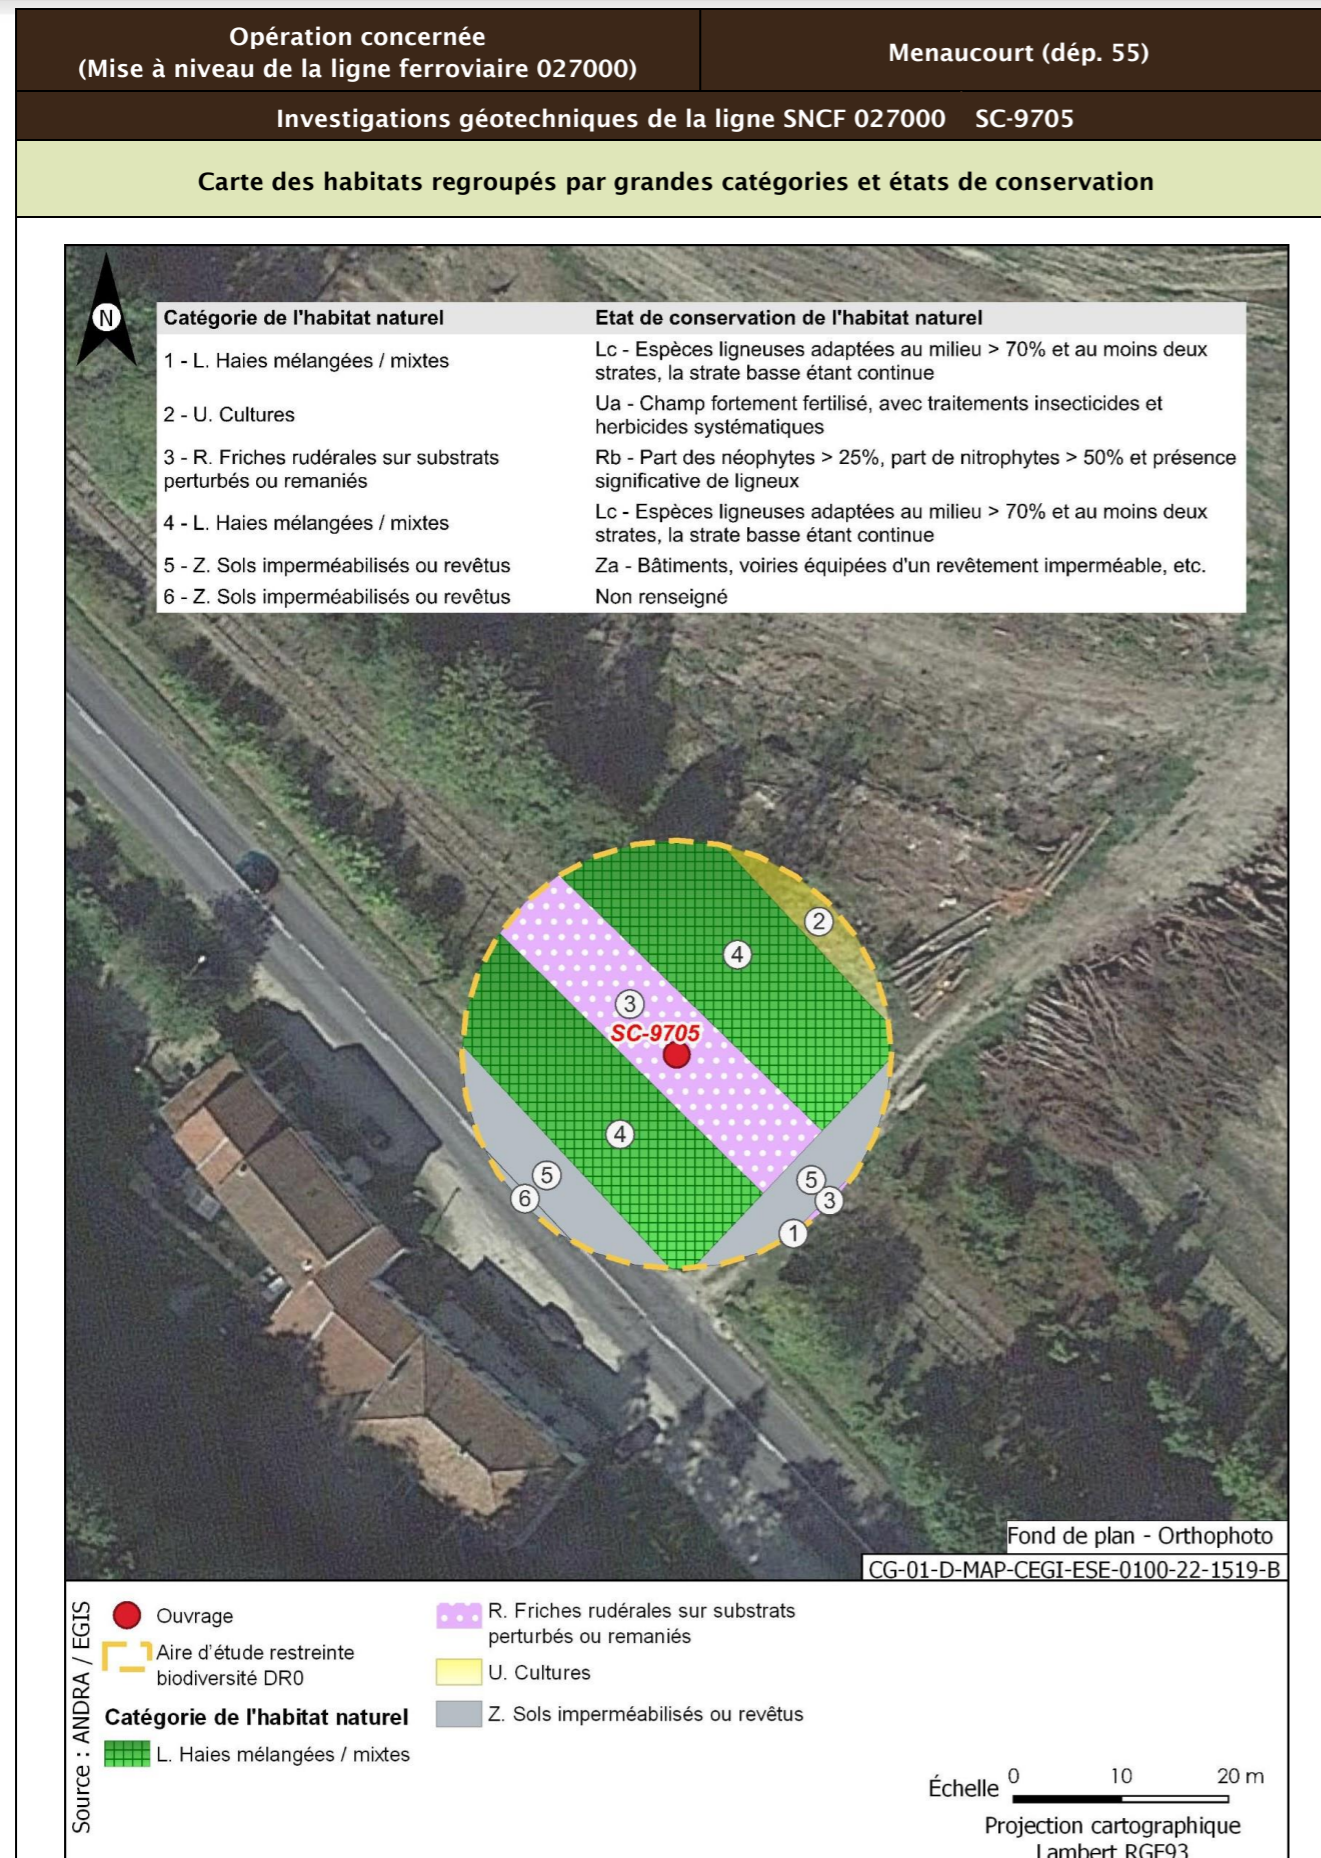 Opération concernée
(Mise à niveau de la ligne ferroviaire 027000)
Menaucourt (dép. 55)
Investigations géotechniques de la ligne SNCF 027000 SC-9705
Carte des habitats regroupés par grandes catégories et états de conservation
N
Catégorie de l'habitat naturel
Etat de conservation de l'habitat naturel
1 - L. Haies mélangées / mixtes
Lc - Espèces ligneuses adaptées au milieu > 70% et au moins deux
strates, la strate basse étant continue
2 - U. Cultures
Ua - Champ fortement fertilisé, avec traitements insecticides et
herbicides systématiques
3 - R. Friches rudérales sur substrats
perturbés ou remaniés
Rb - Part des néophytes > 25%, part de nitrophytes > 50% et présence
significative de ligneux
4 - L. Haies mélangées / mixtes
Lc - Espèces ligneuses adaptées au milieu > 70% et au moins deux
strates, la strate basse étant continue
5 - Z. Sols imperméabilisés ou revêtus
Za - Bâtiments, voiries équipées d'un revêtement imperméable, etc.
6 - Z. Sols imperméabilisés ou revêtus
Non renseigné
2
4
3
SC-9705
4
5
6
5
3
1
Fond de plan - Orthophoto
CG-01-D-MAP-CEGI-ESE-0100-22-1519-B
Source : ANDRA / EGIS
Ouvrage
Aire d'étude restreinte
biodiversité DR0
Catégorie de l'habitat naturel
L. Haies mélangées / mixtes
R. Friches rudérales sur substrats
perturbés ou remaniés
U. Cultures
Z. Sols imperméabilisés ou revêtus
Échelle 0 10 20 m
Projection cartographique
Lambert RGF93